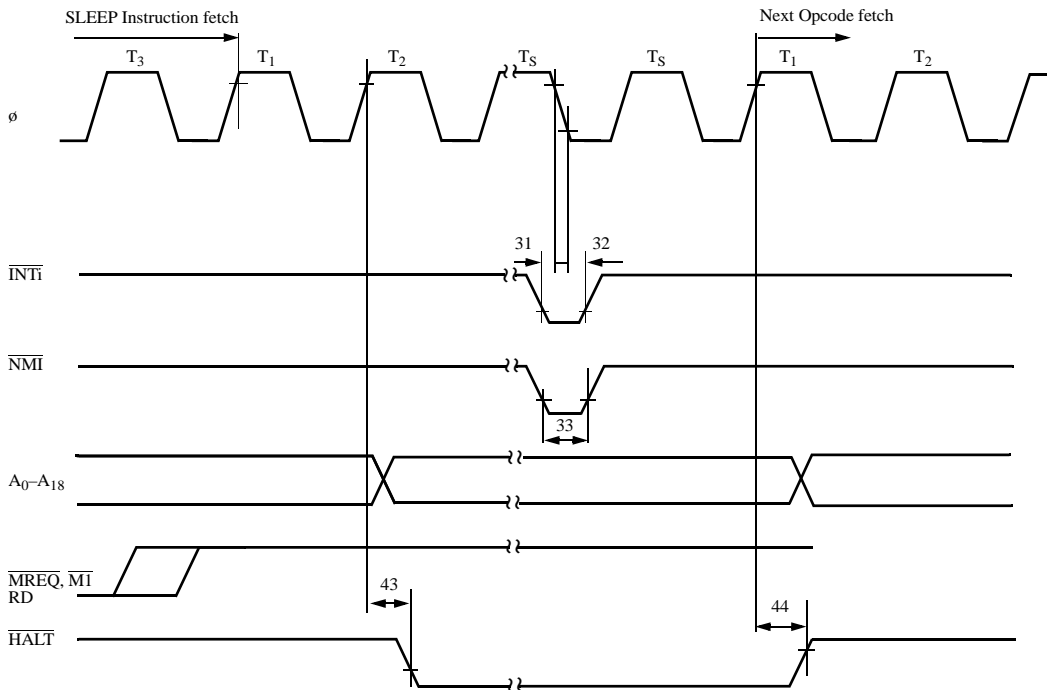 SLEEP Instruction fetch
Next Opcode fetch
T3 T1 T2 TS TS T1 T2
ø
31 32
INTi
NMI
33
A0–A18
MREQ, M1
RD
43 44
HALT